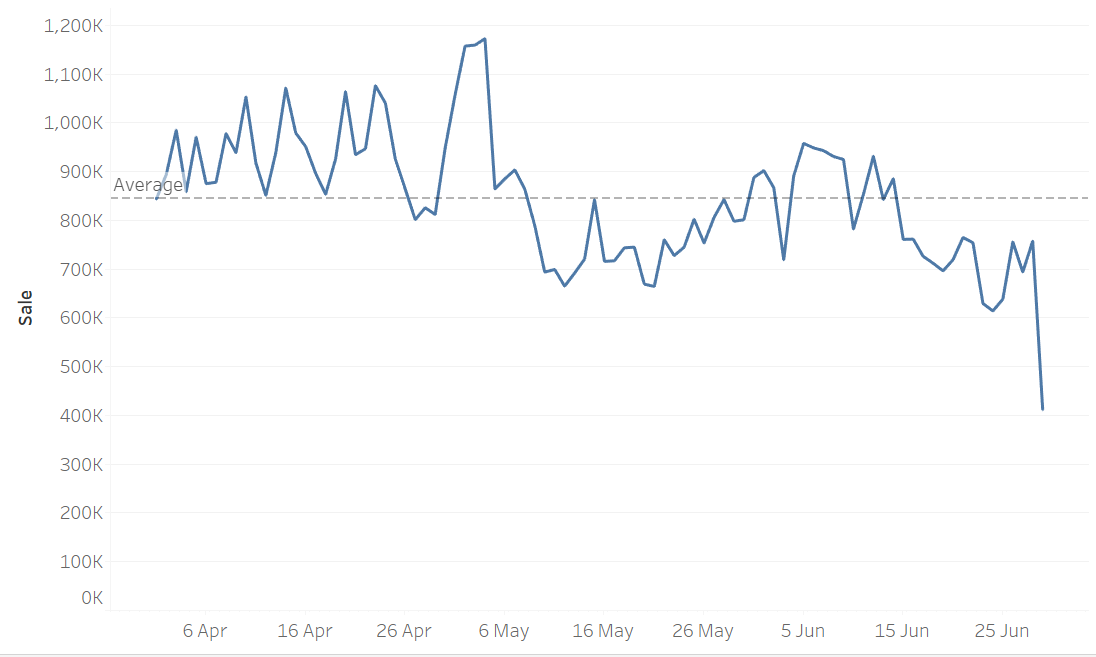 1,200K
1,100K
1,000K
900K
Average
800K
700K
600K
500K
400K
300K
200K
100K
0K
Sale
6 Apr
16 Apr
26 Apr
6 May
16 May
26 May
5 Jun
15 Jun
25 Jun